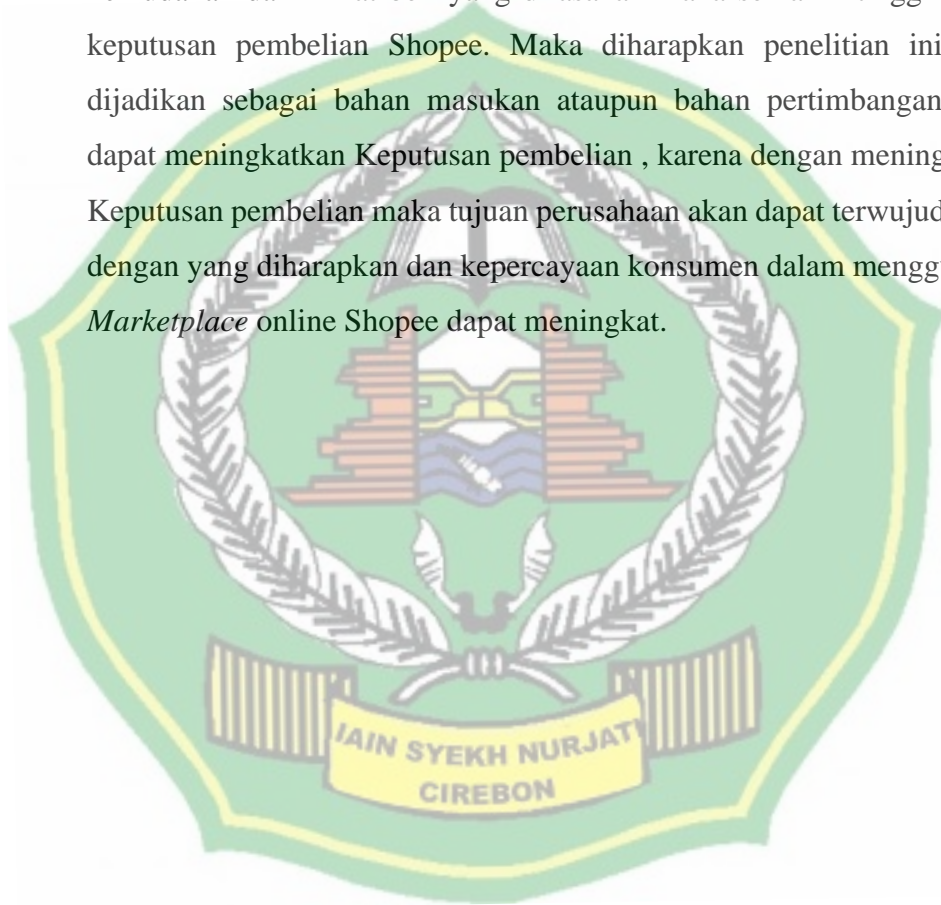 keputusan pembelian Shopee. Maka diharapkan penelitian ini
dijadikan sebagai bahan masukan ataupun bahan pertimbangan
dapat meningkatkan Keputusan pembelian , karena dengan mening
Keputusan pembelian maka tujuan perusahaan akan dapat terwujud
dengan yang diharapkan dan kepercayaan konsumen dalam menggu
Marketplace online Shopee dapat meningkat.
IAIN SYEKH NURJATI
CIREBON